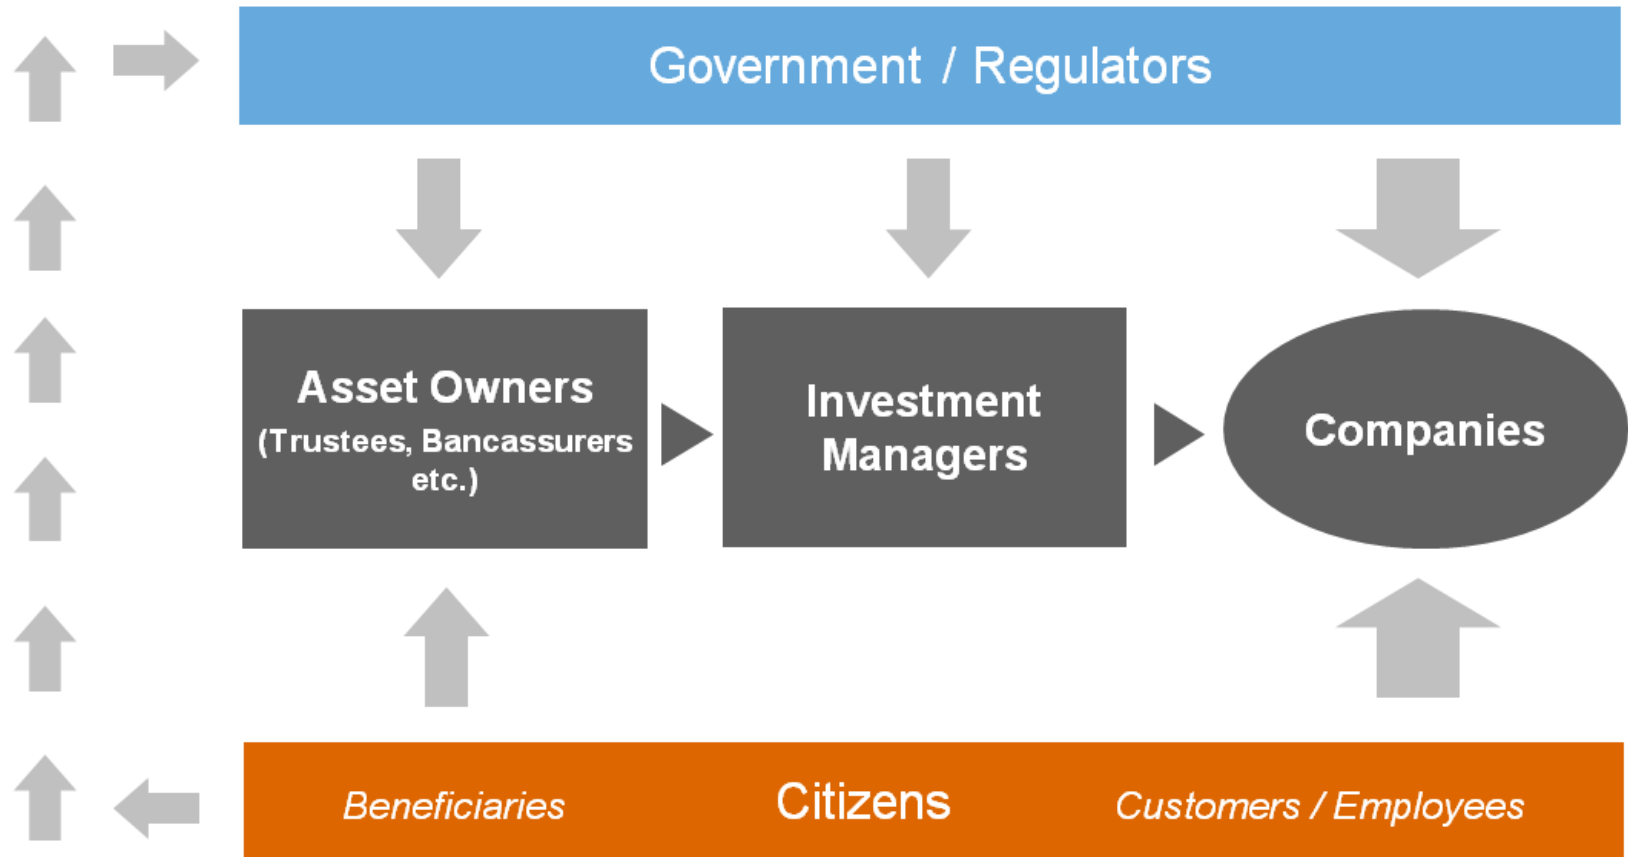 Government / Regulators
Asset Owners
(Trustees, Bancassurers
etc.)
Investment
Managers
Companies
Beneficiaries
Citizens
Customers / Employees